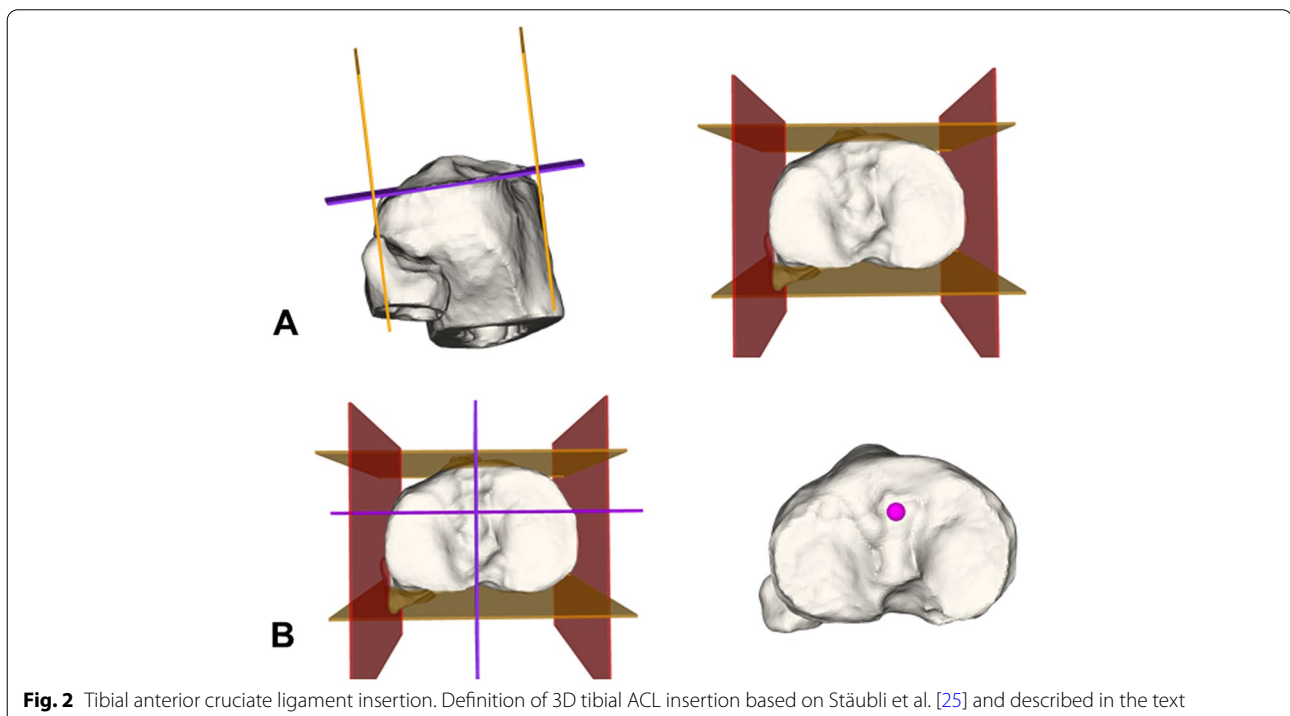 A
B
Fig. 2 Tibial anterior cruciate ligament insertion. Definition of 3D tibial ACL insertion based on Stäubli et al. [25] and described in the text